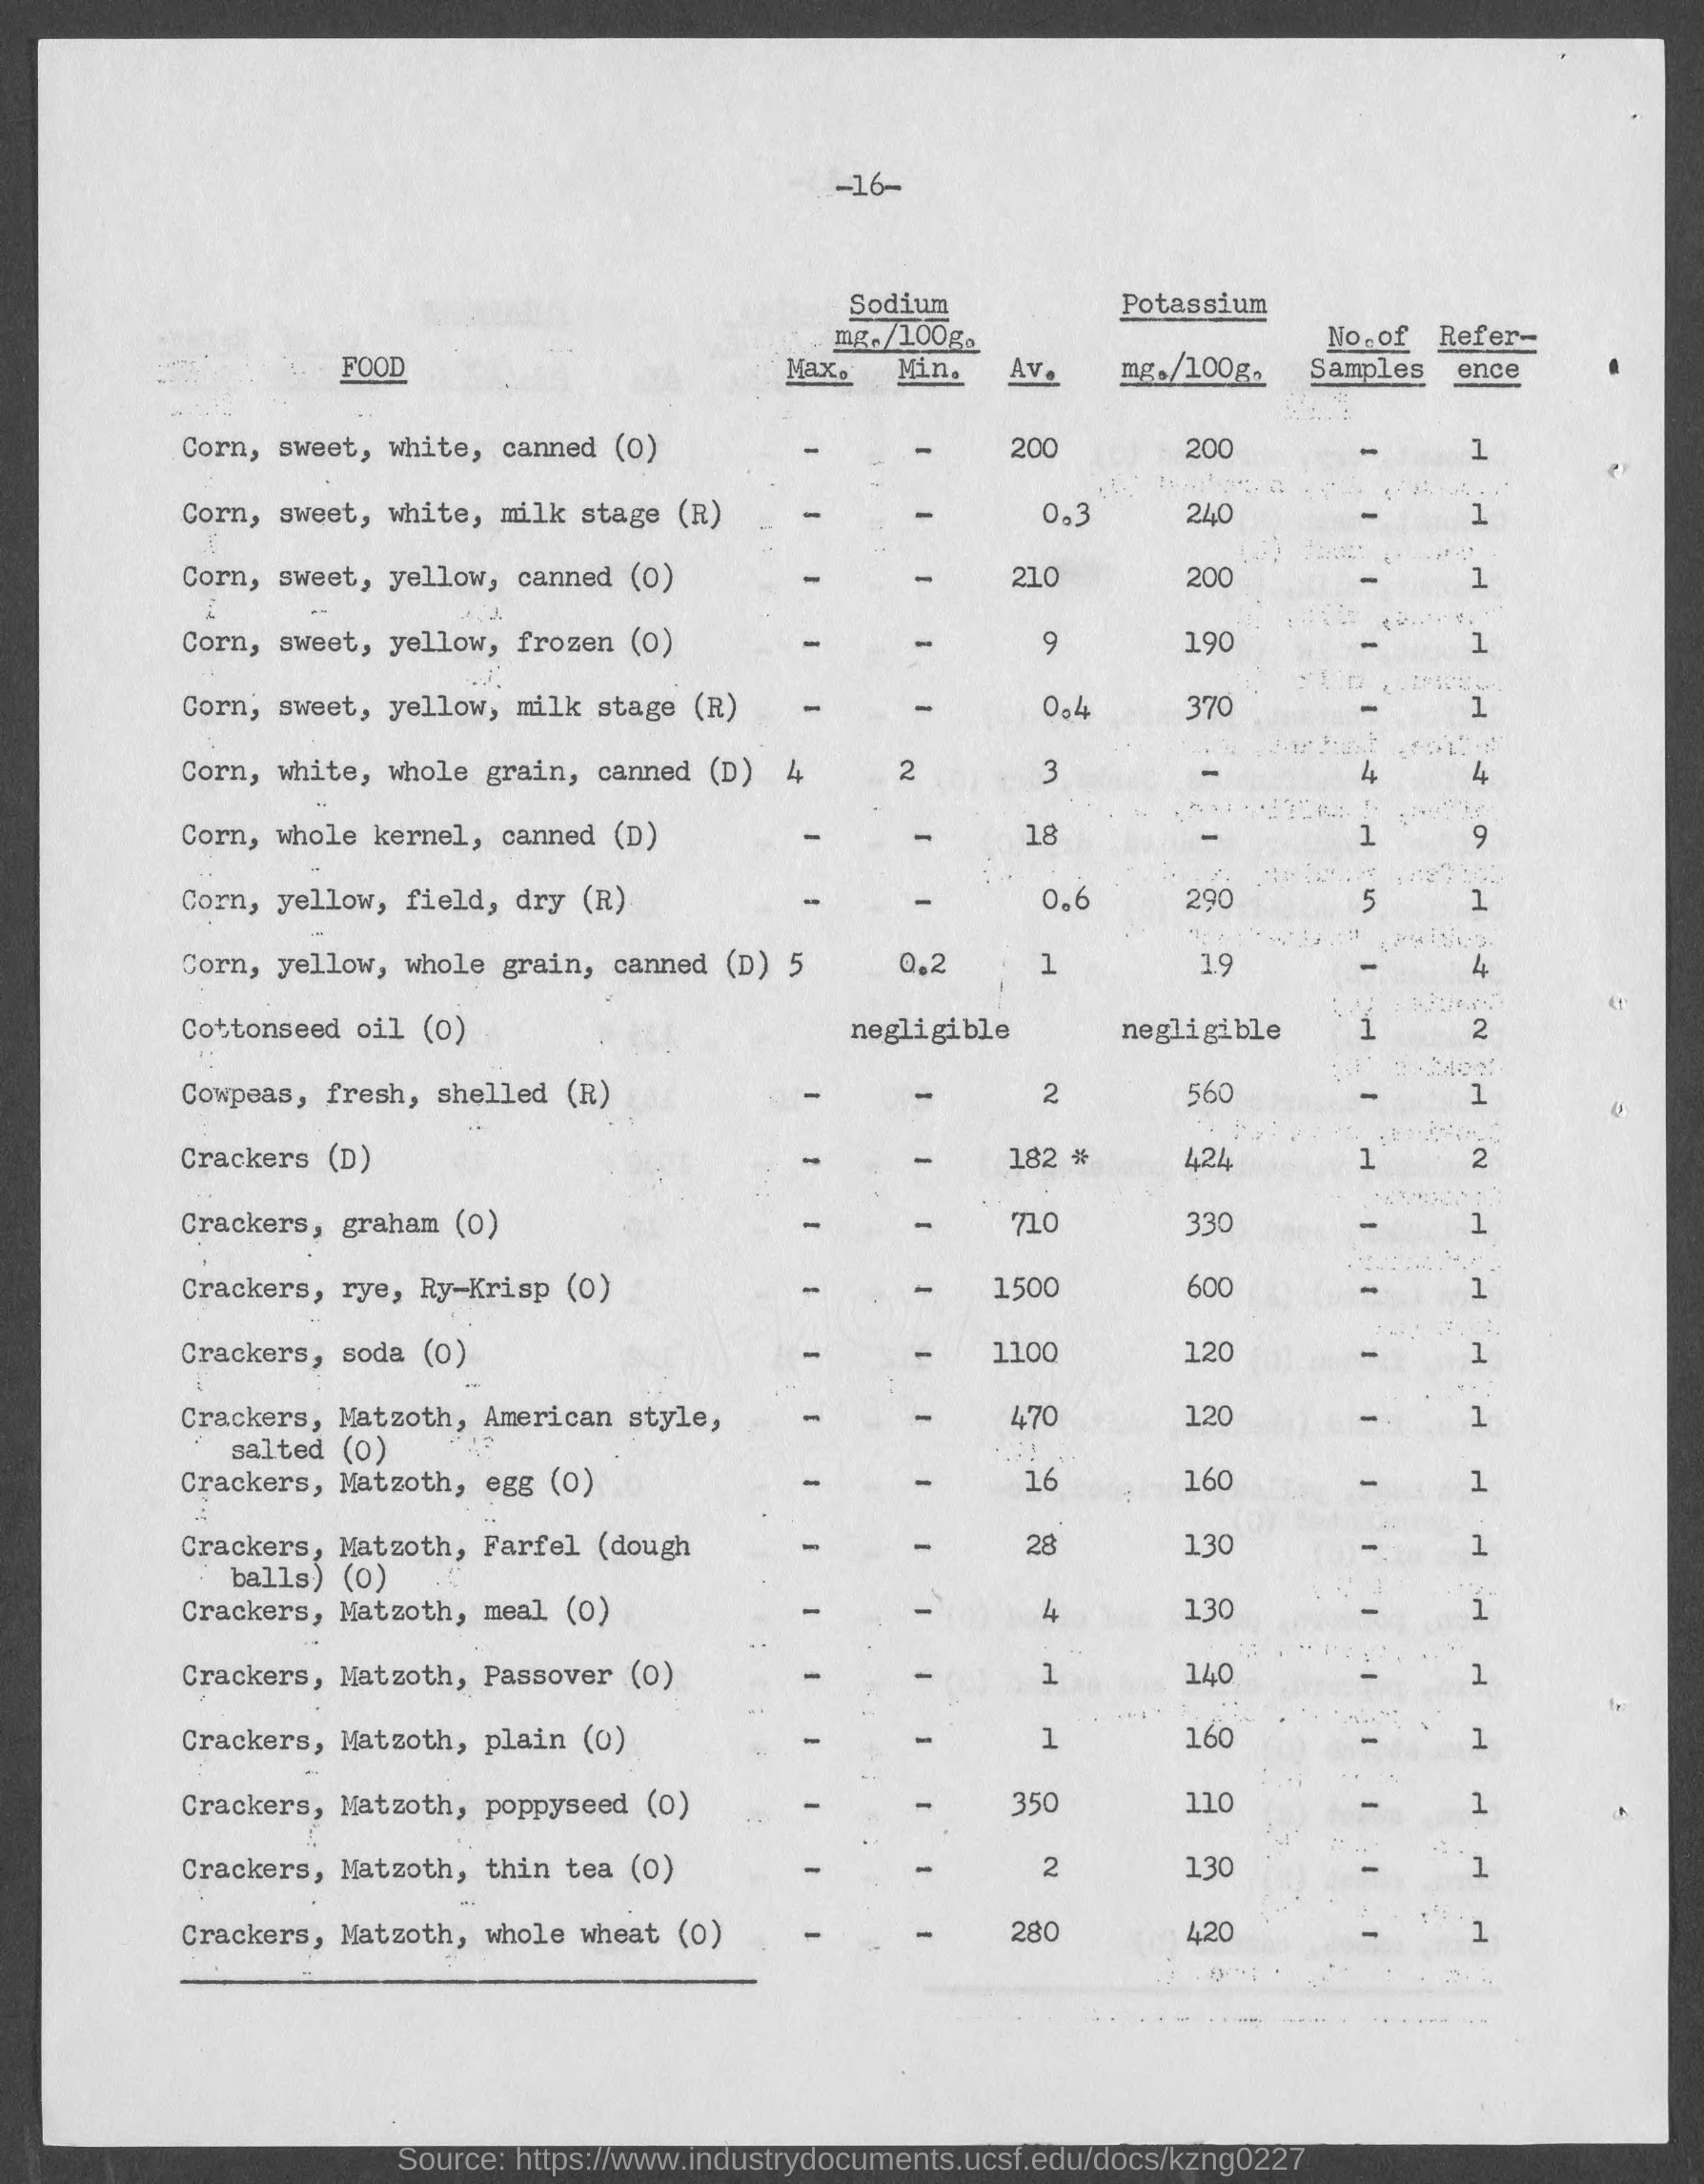 -16-
Sodium Potassium
mg./100g. No.of Refer-
FOOD Max. Min. Av. mg./100g. Samples ence
Corn, sweet, white, canned (O) - - 200 200 - 1
Corn, sweet, white, milk stage (R) - - 0.3 240 - 1
Corn, sweet, yellow, canned (O) - - 210 200 - 1
Corn, sweet, yellow, frozen (O) - - 9 190 - 1
Corn, sweet, yellow, milk stage (R) - - 0.4 370 - 1
Corn, white, whole grain, canned (D) 4 2 3 - 4 4
Corn, whole kernel, canned (D) - - 18 - 1 9
Corn, yellow, field, dry (R) - - 0.6 290 5 1
Corn, yellow, whole grain, canned (D) 5 0.2 1 19 - 4
Cottonseed oil (O) negligible negligible 1 2
Cowpeas, fresh, shelled (R) - - 2 560 - 1
Crackers (D) - - 182 * 424 1 2
Crackers, graham (O) - - 710 330 - 1
Crackers, rye, Ry-Krisp (O) - - 1500 600 - 1
Crackers, soda (O) - - 1100 120 - 1
Crackers, Matzoth, American style, - - 470 120 - 1
salted (O)
Crackers, Matzoth, egg (O) - - 16 160 - 1
Crackers, Matzoth, Farfel (dough - - 28 130 - 1
balls) (O)
Crackers, Matzoth, meal (O) - - 4 130 - 1
Crackers, Matzoth, Passover (O) - - 1 140 - 1
Crackers, Matzoth, plain (O) - - 1 160 - 1
Crackers, Matzoth, poppyseed (O) - - 350 110 - 1
Crackers, Matzoth, thin tea (O) - - 2 130 - 1
Crackers, Matzoth, whole wheat (O) - - 280 420 - 1
Source: https://www.industrydocuments.ucsf.edu/docs/kzng0227